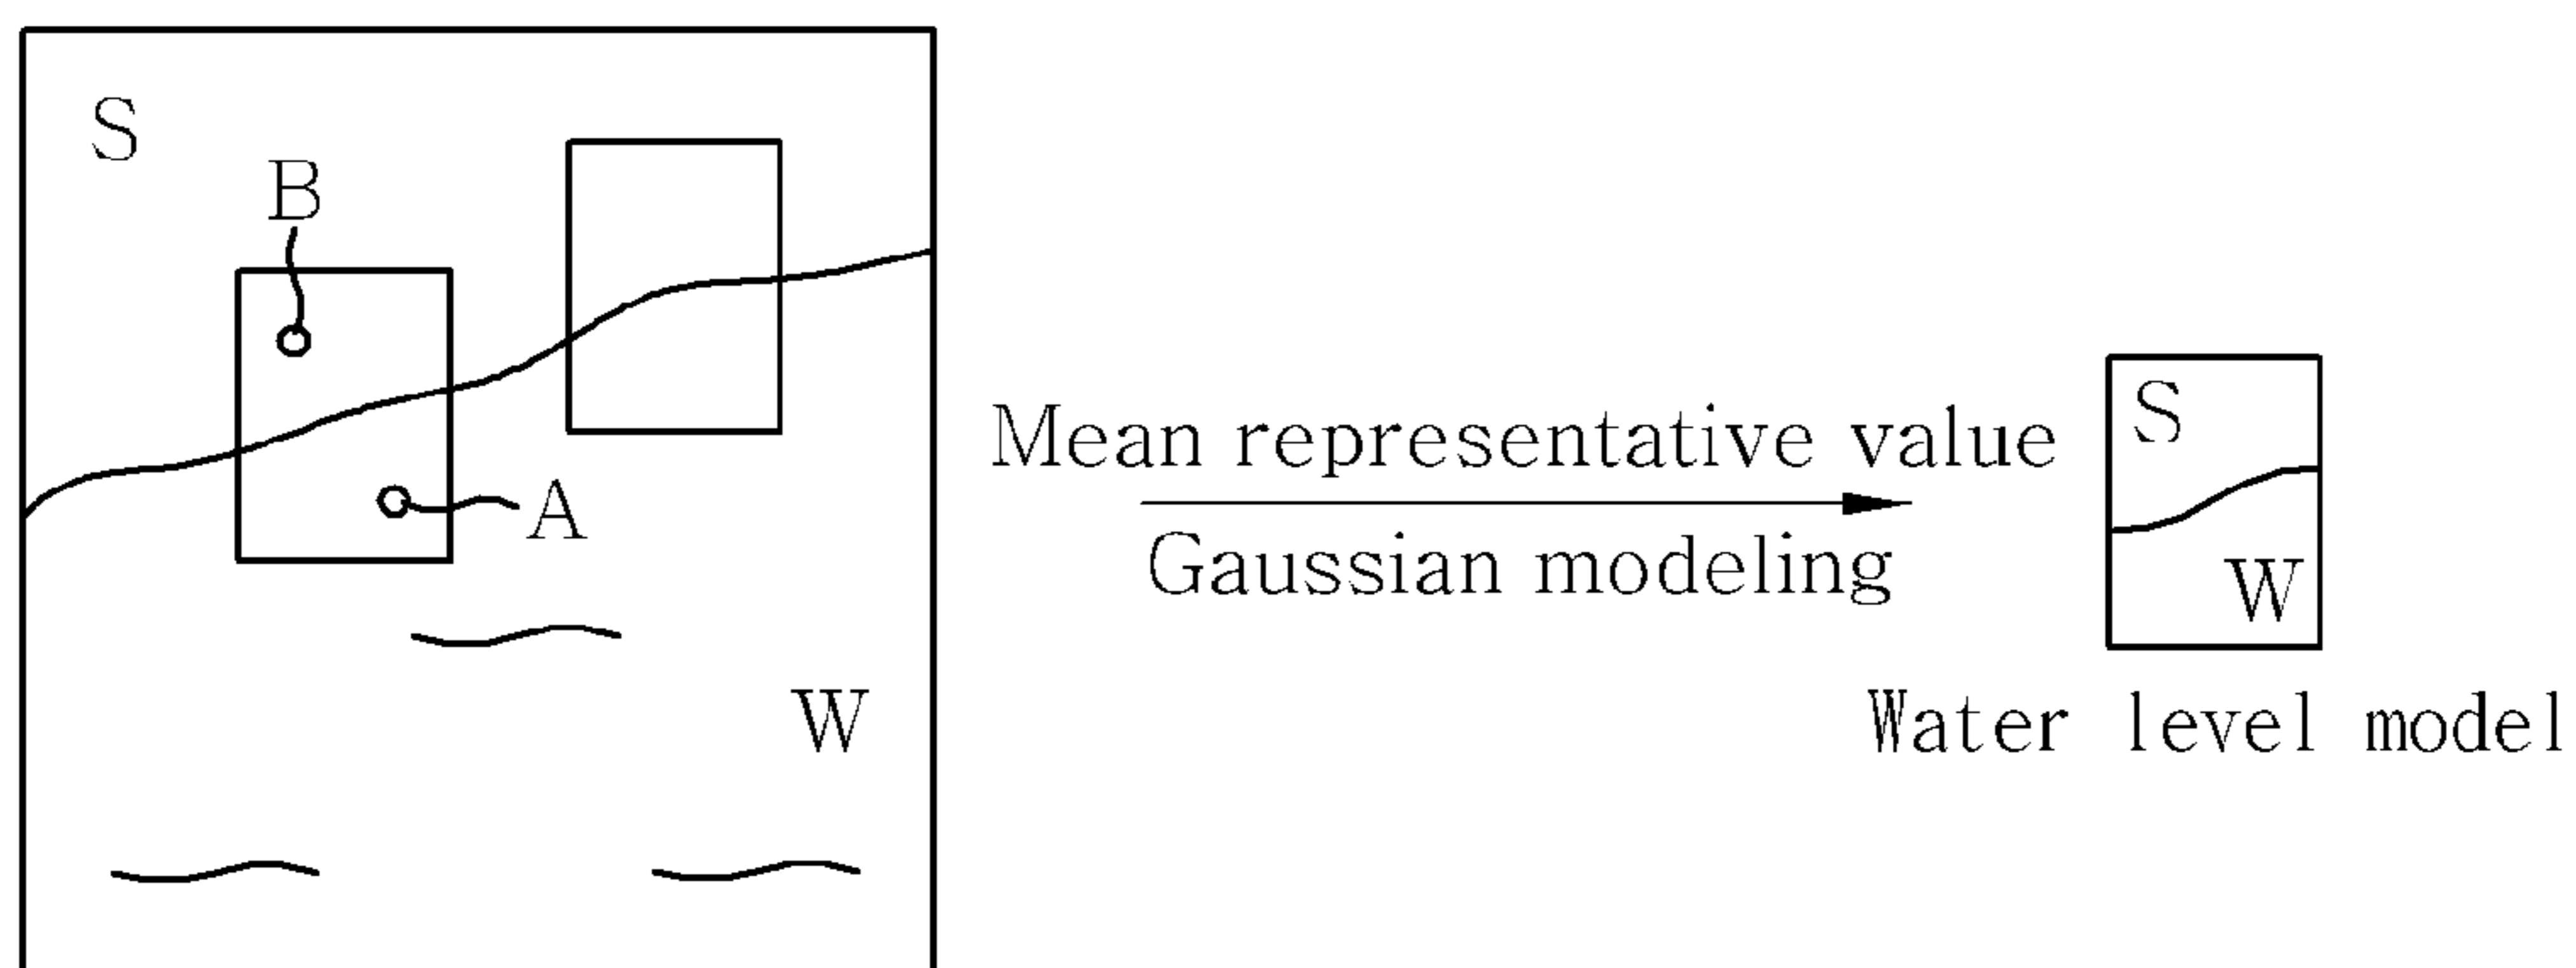 S
B
A
W
Mean representative value
Gaussian modeling
S
W
Water level model